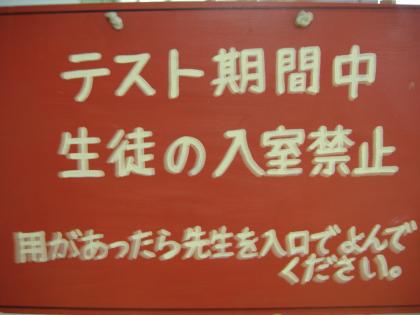 テスト期間中
生徒の入室禁止
用があったら先生を入口でよんで
ください。